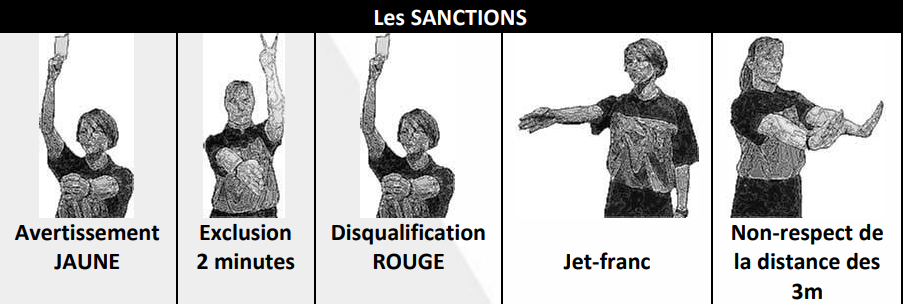 Les SANCTIONS
Avertissement
JAUNE
Exclusion
2 minutes
Disqualification
ROUGE
Jet-franc
Non-respect de
la distance des
3m